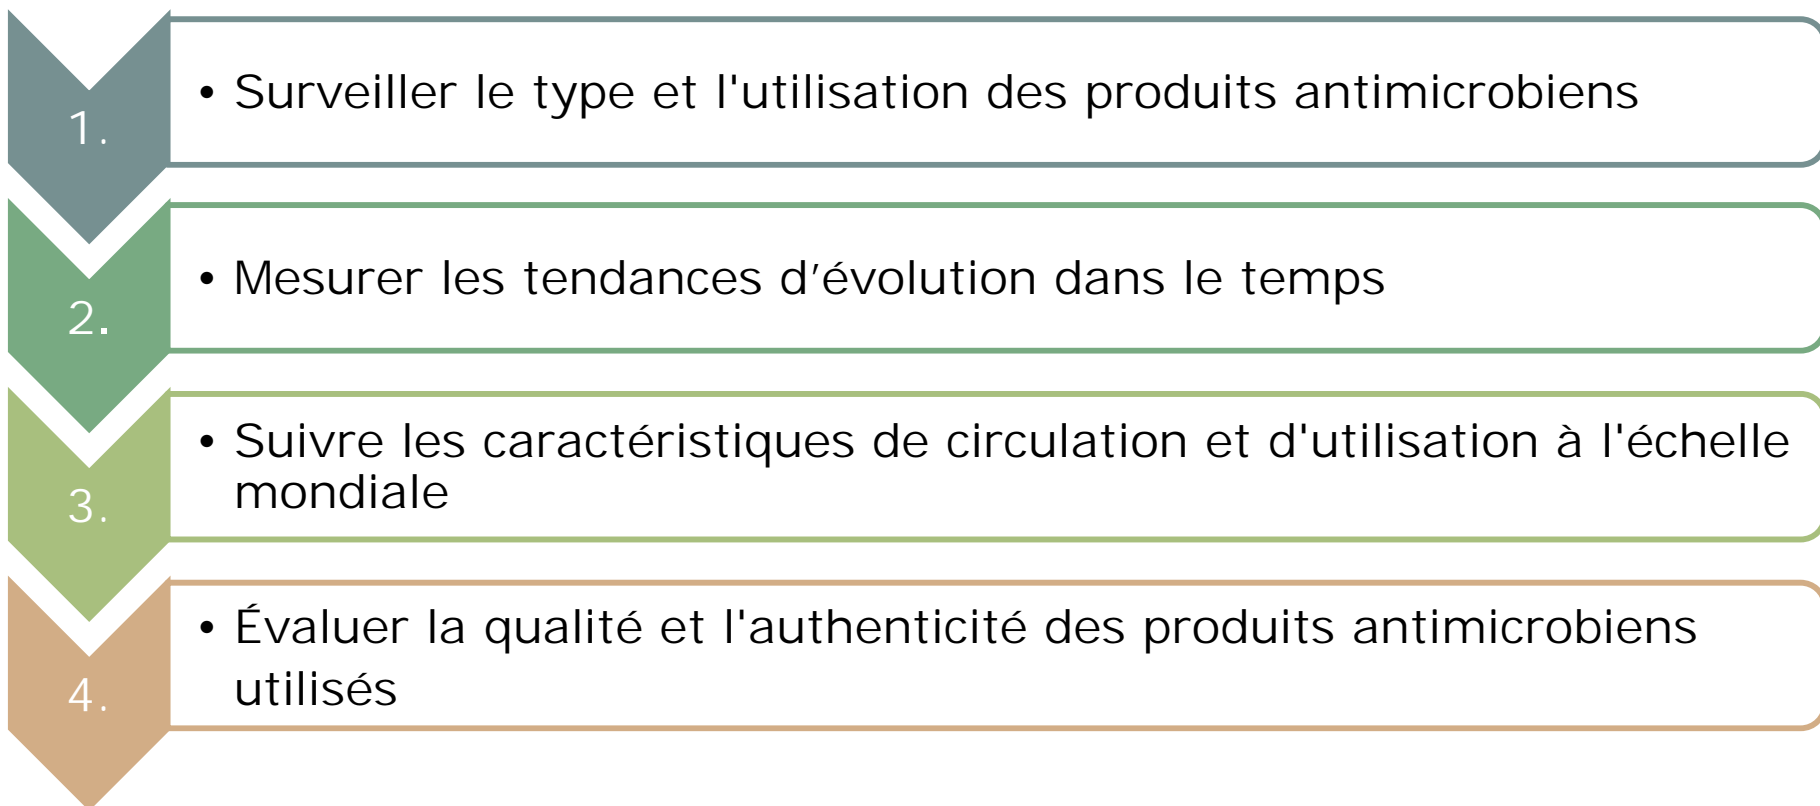 1.
• Surveiller le type et l'utilisation des produits antimicrobiens
2.
• Mesurer les tendances d’évolution dans le temps
3.
• Suivre les caractéristiques de circulation et d'utilisation à l'échelle
mondiale
4.
• Évaluer la qualité et l'authenticité des produits antimicrobiens
utilisés